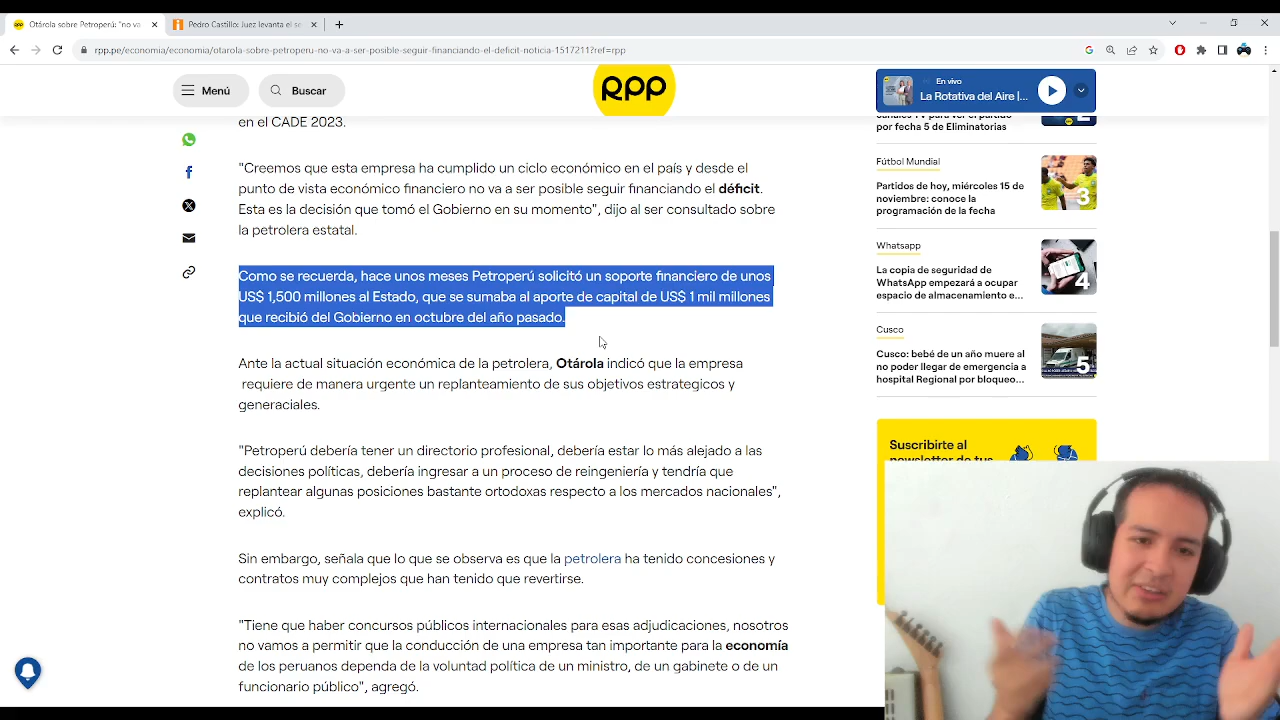 Otárola sobre Petroperú: "no va
Pedro Castillo: Juez levanta el se
rpp.pe/economia/economia/otarola-sobre-petroperu-no-va-a-ser-posible-seguir-financiando-el-deficit-noticia-1517211?ref=rpp
Menú
Buscar
rpp
En vivo
La Rotativa del Aire |...
en el CADE 2023.
"Creemos que esta empresa ha cumplido un ciclo económico en el país y desde el
punto de vista económico financiero no va a ser posible seguir financiando el déficit.
Esta es la decisión que tomó el Gobierno en su momento", dijo al ser consultado sobre
la petrolera estatal.
Como se recuerda, hace unos meses Petroperú solicitó un soporte financiero de unos
US$ 1,500 millones al Estado, que se sumaba al aporte de capital de US$ 1 mil millones
que recibió del Gobierno en octubre del año pasado.
Ante la actual situación económica de la petrolera, Otárola indicó que la empresa
requiere de manera urgente un replanteamiento de sus objetivos estrategicos y
generaciales.
"Petroperú debería tener un directorio profesional, debería estar lo más alejado a las
decisiones políticas, debería ingresar a un proceso de reingeniería y tendría que
replantear algunas posiciones bastante ortodoxas respecto a los mercados nacionales",
explicó.
Sin embargo, señala que lo que se observa es que la petrolera ha tenido concesiones y
contratos muy complejos que han tenido que revertirse.
"Tiene que haber concursos públicos internacionales para esas adjudicaciones, nosotros
no vamos a permitir que la conducción de una empresa tan importante para la economía
de los peruanos dependa de la voluntad política de un ministro, de un gabinete o de un
funcionario público", agregó.
canales TV para ver el partido
por fecha 5 de Eliminatorias
2
Fútbol Mundial
Partidos de hoy, miércoles 15 de
noviembre: conoce la
programación de la fecha
3
Whatsapp
La copia de seguridad de
WhatsApp empezará a ocupar
espacio de almacenamiento e...
4
Cusco
Cusco: bebé de un año muere al
no poder llegar de emergencia a
hospital Regional por bloqueo...
5
Suscribirte al
newsletter de tus